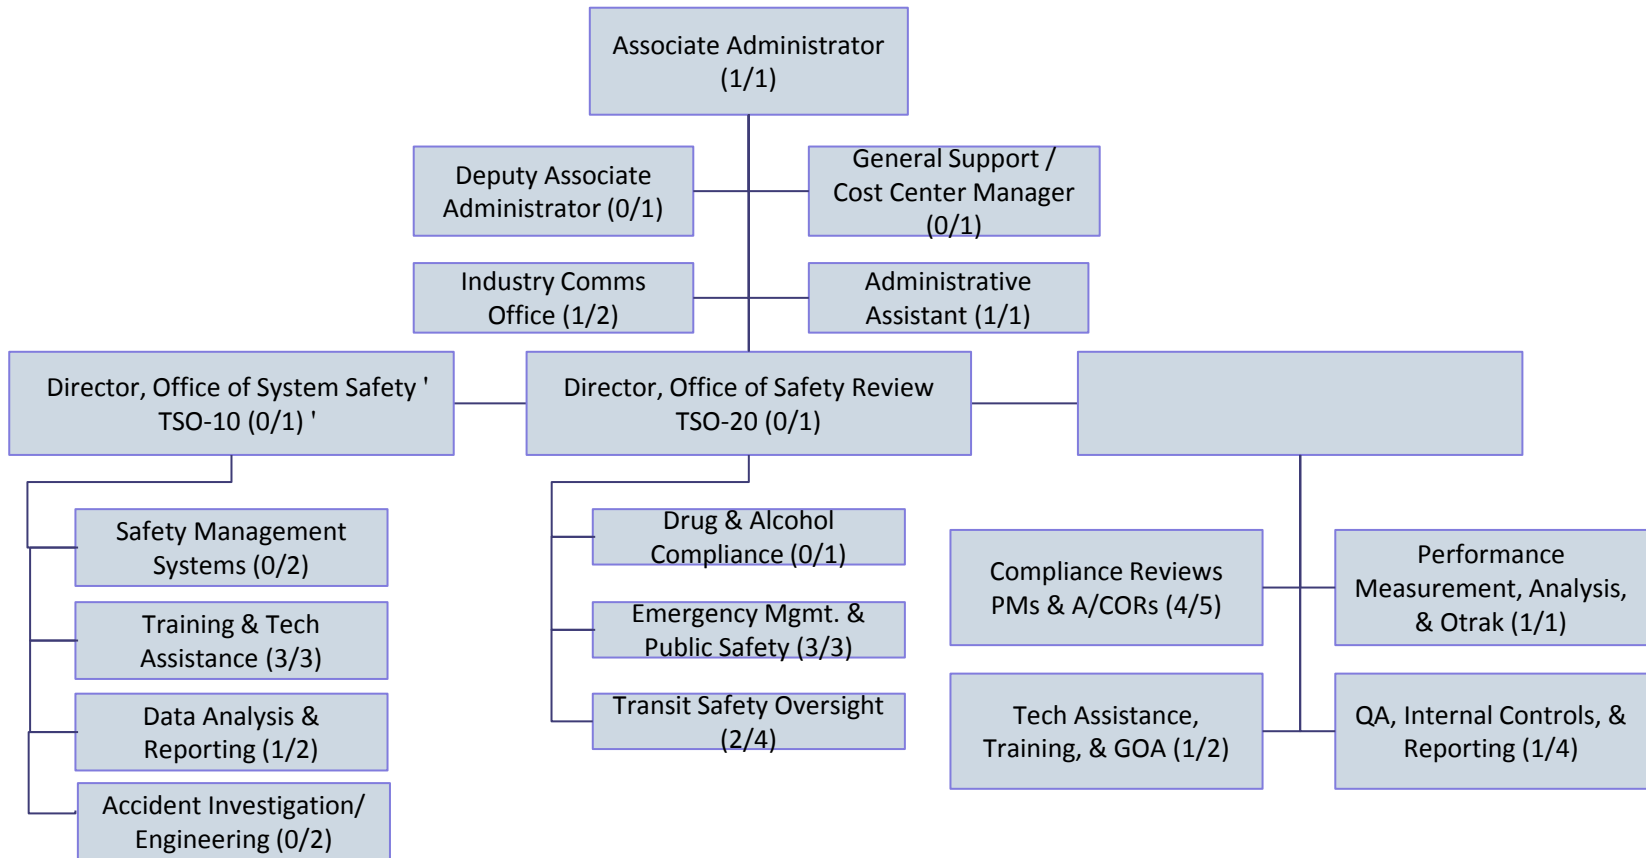 Associate Administrator
(1/1)
Deputy Associate
Administrator (0/1)
General Support /
Cost Center Manager
(0/1)
Industry Comms
Office (1/2)
Administrative
Assistant (1/1)
Director, Office of System Safety '
TSO-10 (0/1) '
Director, Office of Safety Review
TSO-20 (0/1)
Safety Management
Systems (0/2)
Training & Tech
Assistance (3/3)
Data Analysis &
Reporting (1/2)
Accident Investigation/
Engineering (0/2)
Drug & Alcohol
Compliance (0/1)
Emergency Mgmt. &
Public Safety (3/3)
Transit Safety Oversight
(2/4)
Compliance Reviews
PMs & A/CORs (4/5)
Performance
Measurement, Analysis,
& Otrak (1/1)
Tech Assistance,
Training, & GOA (1/2)
QA, Internal Controls, &
Reporting (1/4)